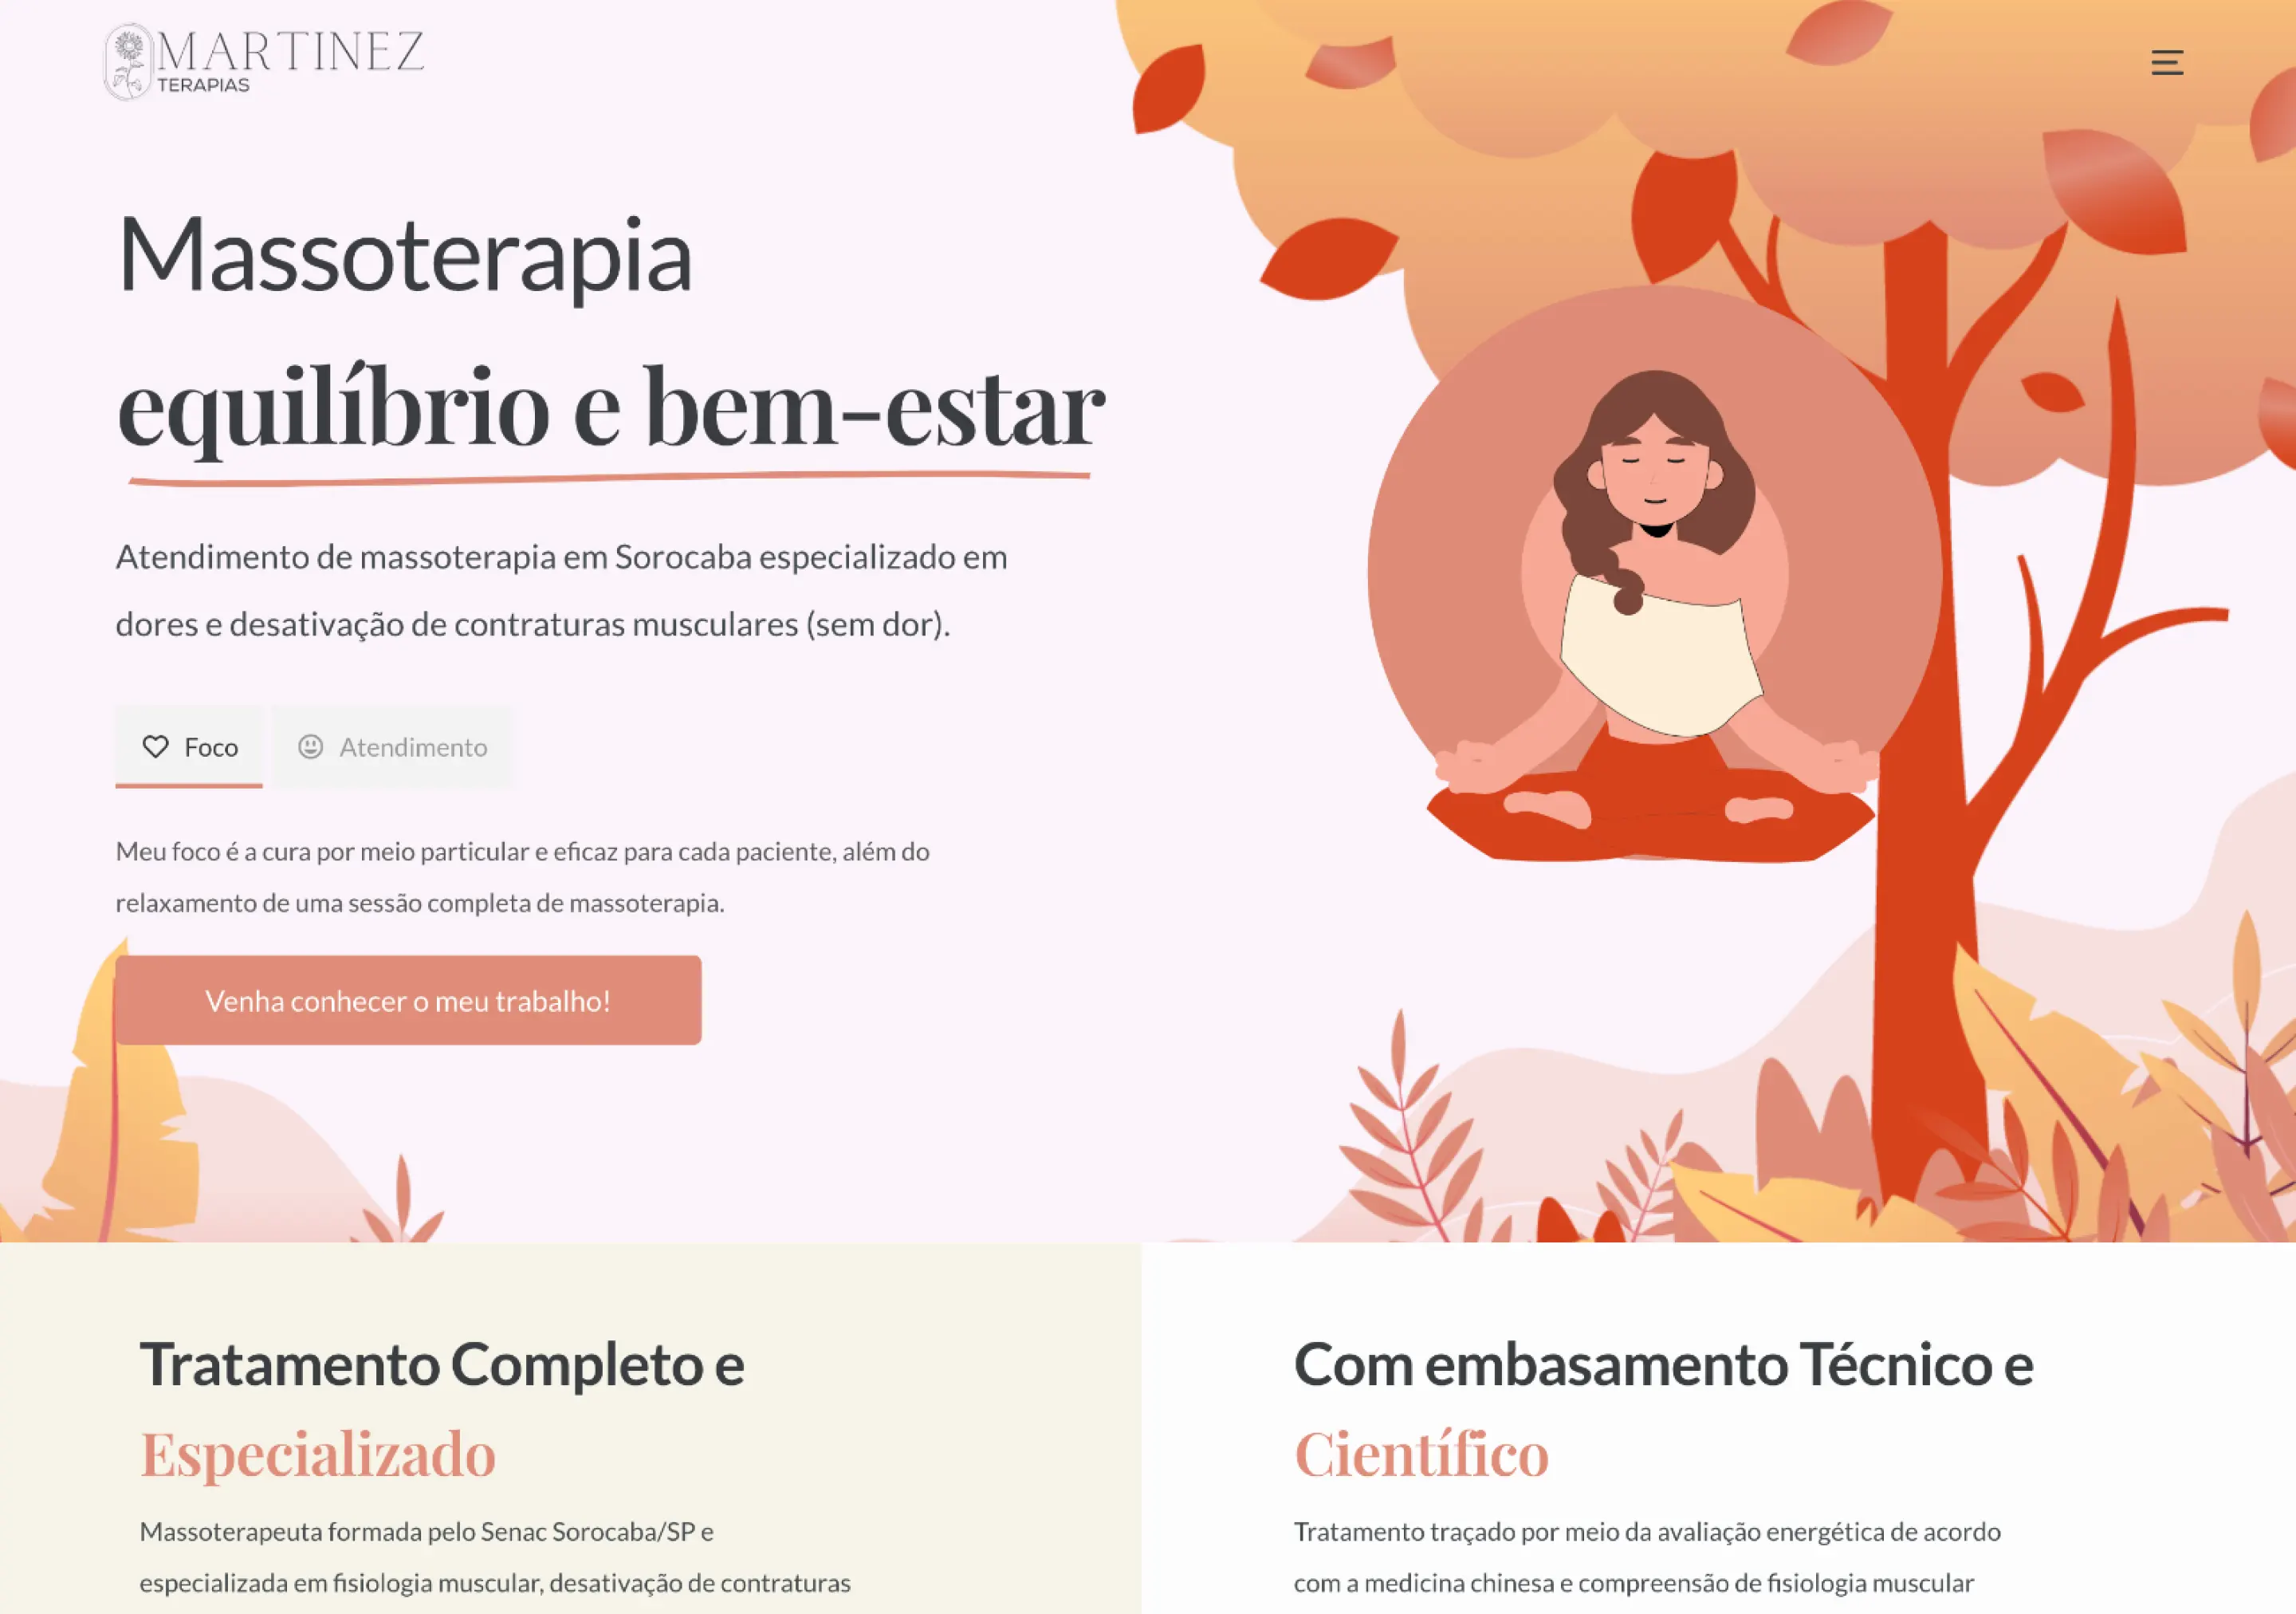 MARTINEZ
TERAPIAS
Massoterapia
equilíbrio e bem-estar
Atendimento de massoterapia em Sorocaba especializado em
dores e desativação de contraturas musculares (sem dor).
Foco
Atendimento
Meu foco é a cura por meio particular e eficaz para cada paciente, além do
relaxamento de uma sessão completa de massoterapia.
Venha conhecer o meu trabalho!
Tratamento Completo e
Especializado
Massoterapeuta formada pelo Senac Sorocaba/SP e
especializada em fisiologia muscular, desativação de contraturas
Com embasamento Técnico e
Científico
Tratamento traçado por meio da avaliação energética de acordo
com a medicina chinesa e compreensão de fisiologia muscular